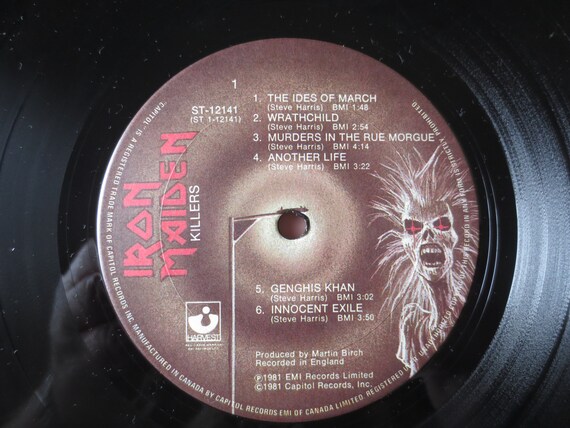 1
ST-12141
(ST 1-12141)
1. THE IDES OF MARCH
(Steve Harris) BMI 1:48
2. WRATHCHILD
(Steve Harris) BMI 2:54
3. MURDERS IN THE RUE MORGUE
(Steve Harris) BMI 4:14
4. ANOTHER LIFE
(Steve Harris) BMI 3:22
IRON
MAIDEN
KILLERS
5. GENGHIS KHAN
(Steve Harris) BMI 3:02
6. INNOCENT EXILE
(Steve Harris) BMI 3:50
HARVEST
Produced by Martin Birch
Recorded in England
℗1981 EMI Records Limited
©1981 Capitol Records, Inc.
"CAPITOL" IS A REGISTERED TRADE MARK OF CAPITOL RECORDS INC. MANUFACTURED IN CANADA BY CAPITOL RECORDS EMI OF CANADA LIMITED. REGISTERED
PROHIBITED